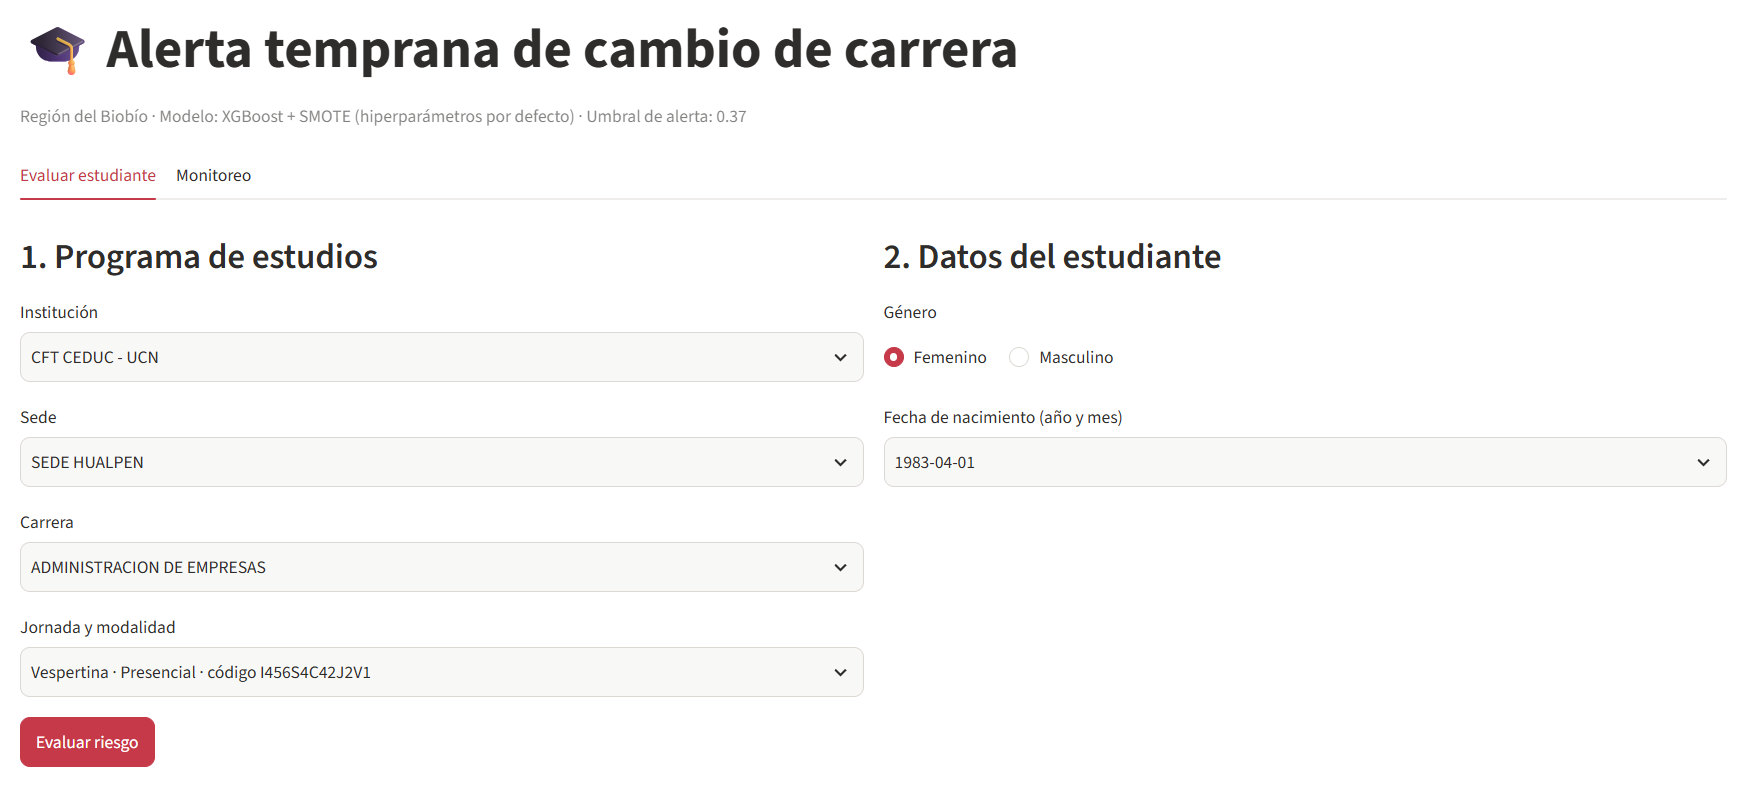 Alerta temprana de cambio de carrera
Región del Biobío · Modelo: XGBoost + SMOTE (hiperparámetros por defecto) · Umbral de alerta: 0.37
Evaluar estudiante Monitoreo
1. Programa de estudios
Institución
CFT CEDUC - UCN
Sede
SEDE HUALPEN
Carrera
ADMINISTRACION DE EMPRESAS
Jornada y modalidad
Vespertina · Presencial · código I456S4C42J2V1
Evaluar riesgo
2. Datos del estudiante
Género
Femenino Masculino
Fecha de nacimiento (año y mes)
1983-04-01